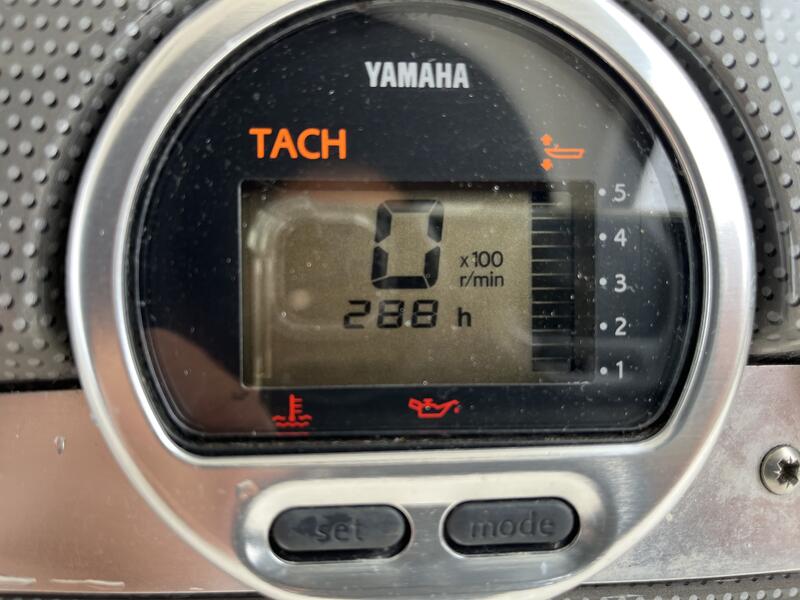 YAMAHA
TACH
5
4
3
2
1
0 x100 r/min
28.8 h
set mode